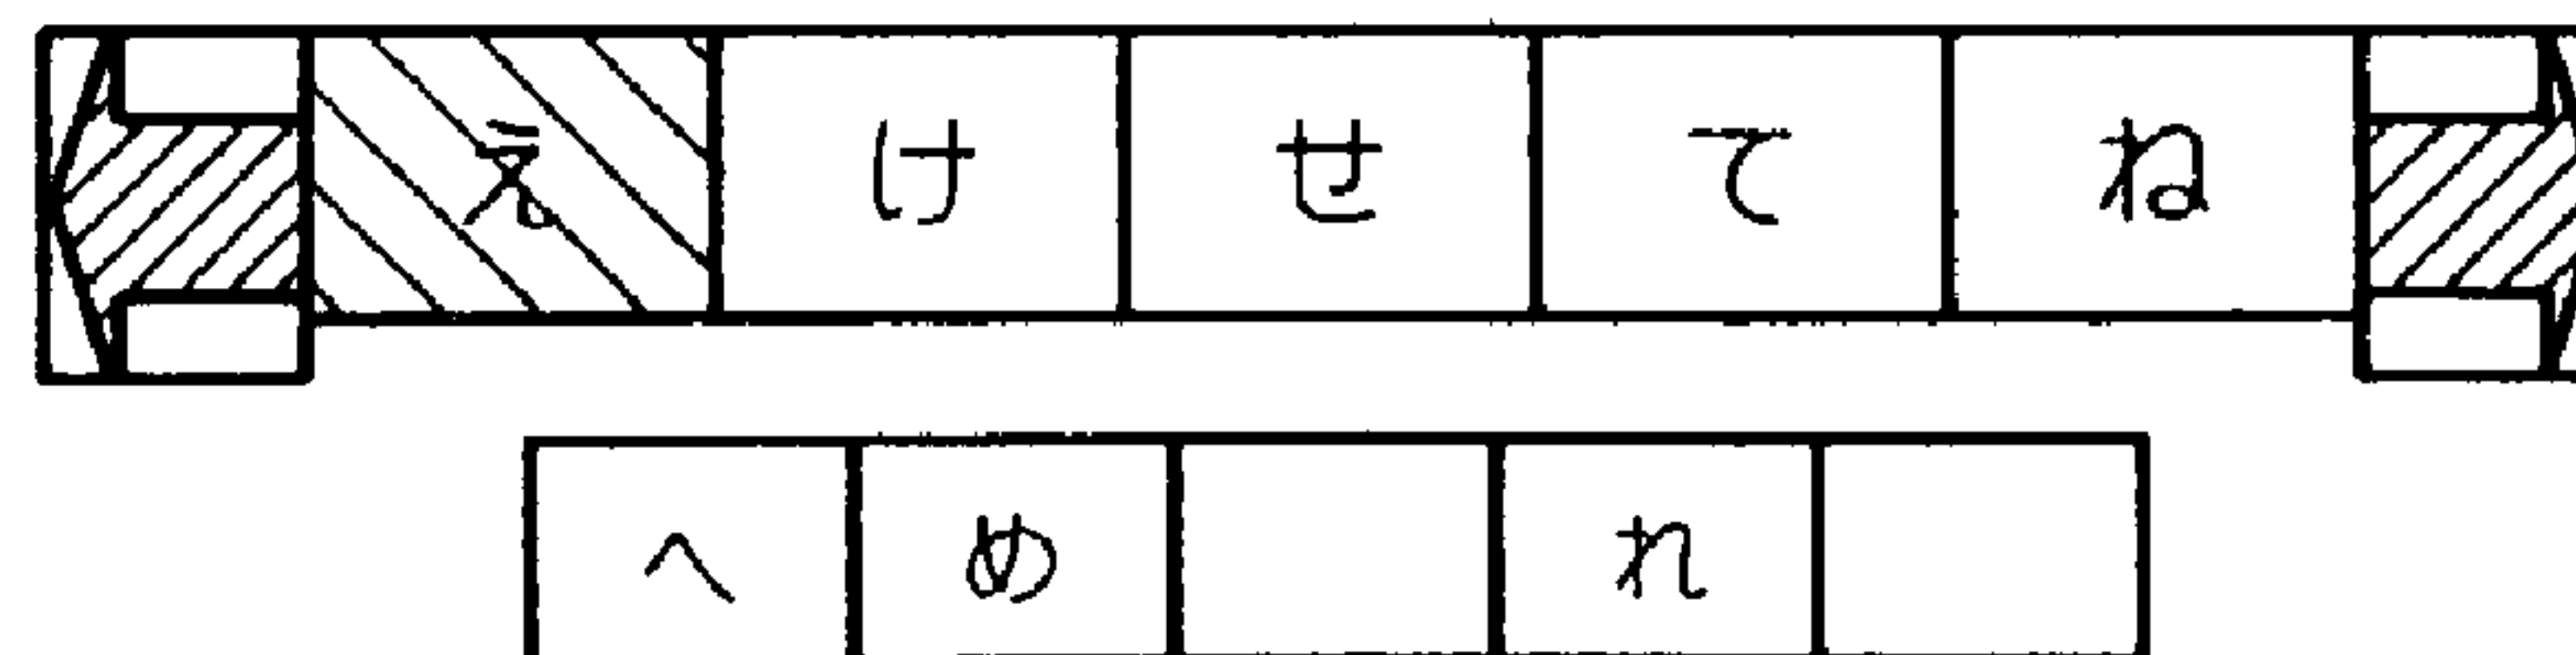 え け せ て ね
へ め れ